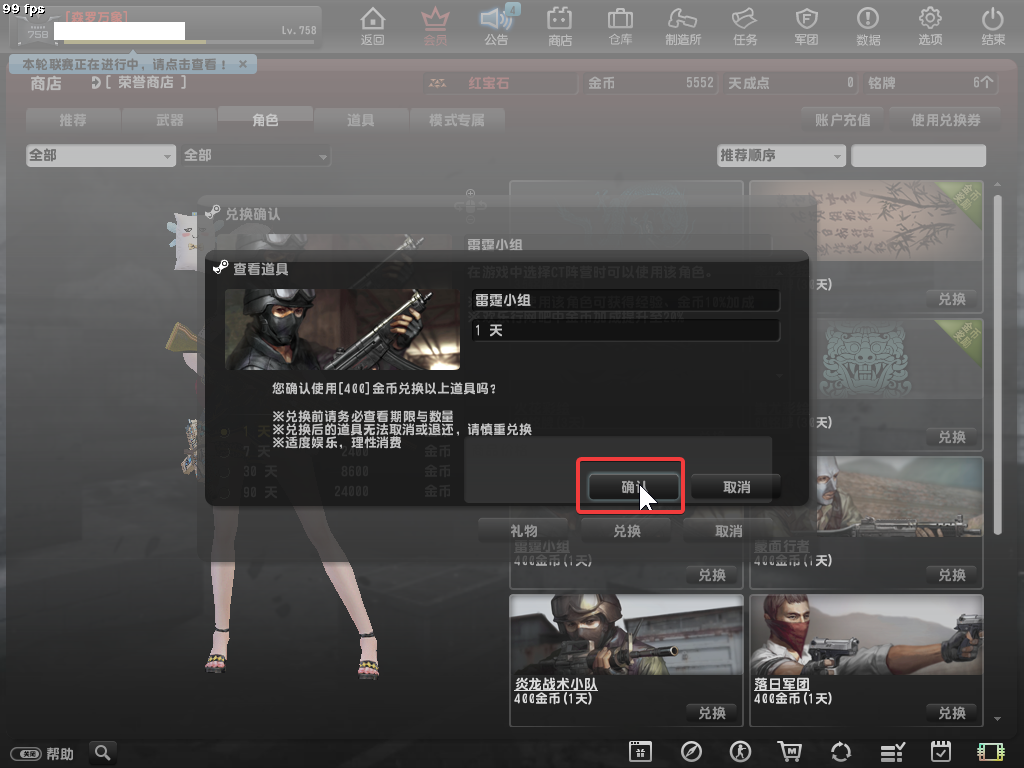 99 fps
[森罗万象]
758
Lv.758
返回
会员
4
公告
商店
仓库
制造所
任务
军团
数据
选项
结束
本轮联赛正在进行中，请点击查看！ ×
商店
[ 荣誉商店 ]
红宝石
金币 5552
天成点 0
铭牌 6个
推荐
武器
角色
道具
模式专属
账户充值
使用兑换券
全部
全部
推荐顺序
兑换确认
雷霆小组
在游戏中选择CT阵营时可以使用该角色。
查看道具
雷霆小组
1 天
您确认使用[400]金币兑换以上道具吗?
※兑换前请务必查看期限与数量
※兑换后的道具无法取消或退还，请慎重兑换
※适度娱乐，理性消费
1 天
7 天 2400 金币
30 天 8600 金币
90 天 24000 金币
确认
取消
礼物
兑换
取消
天)
兑换
天)
兑换
雷霆小组
400金币(1天)
兑换
蒙面行者
400金币(1天)
兑换
炎龙战术小队
400金币(1天)
兑换
落日军团
400金币(1天)
兑换
关闭
帮助